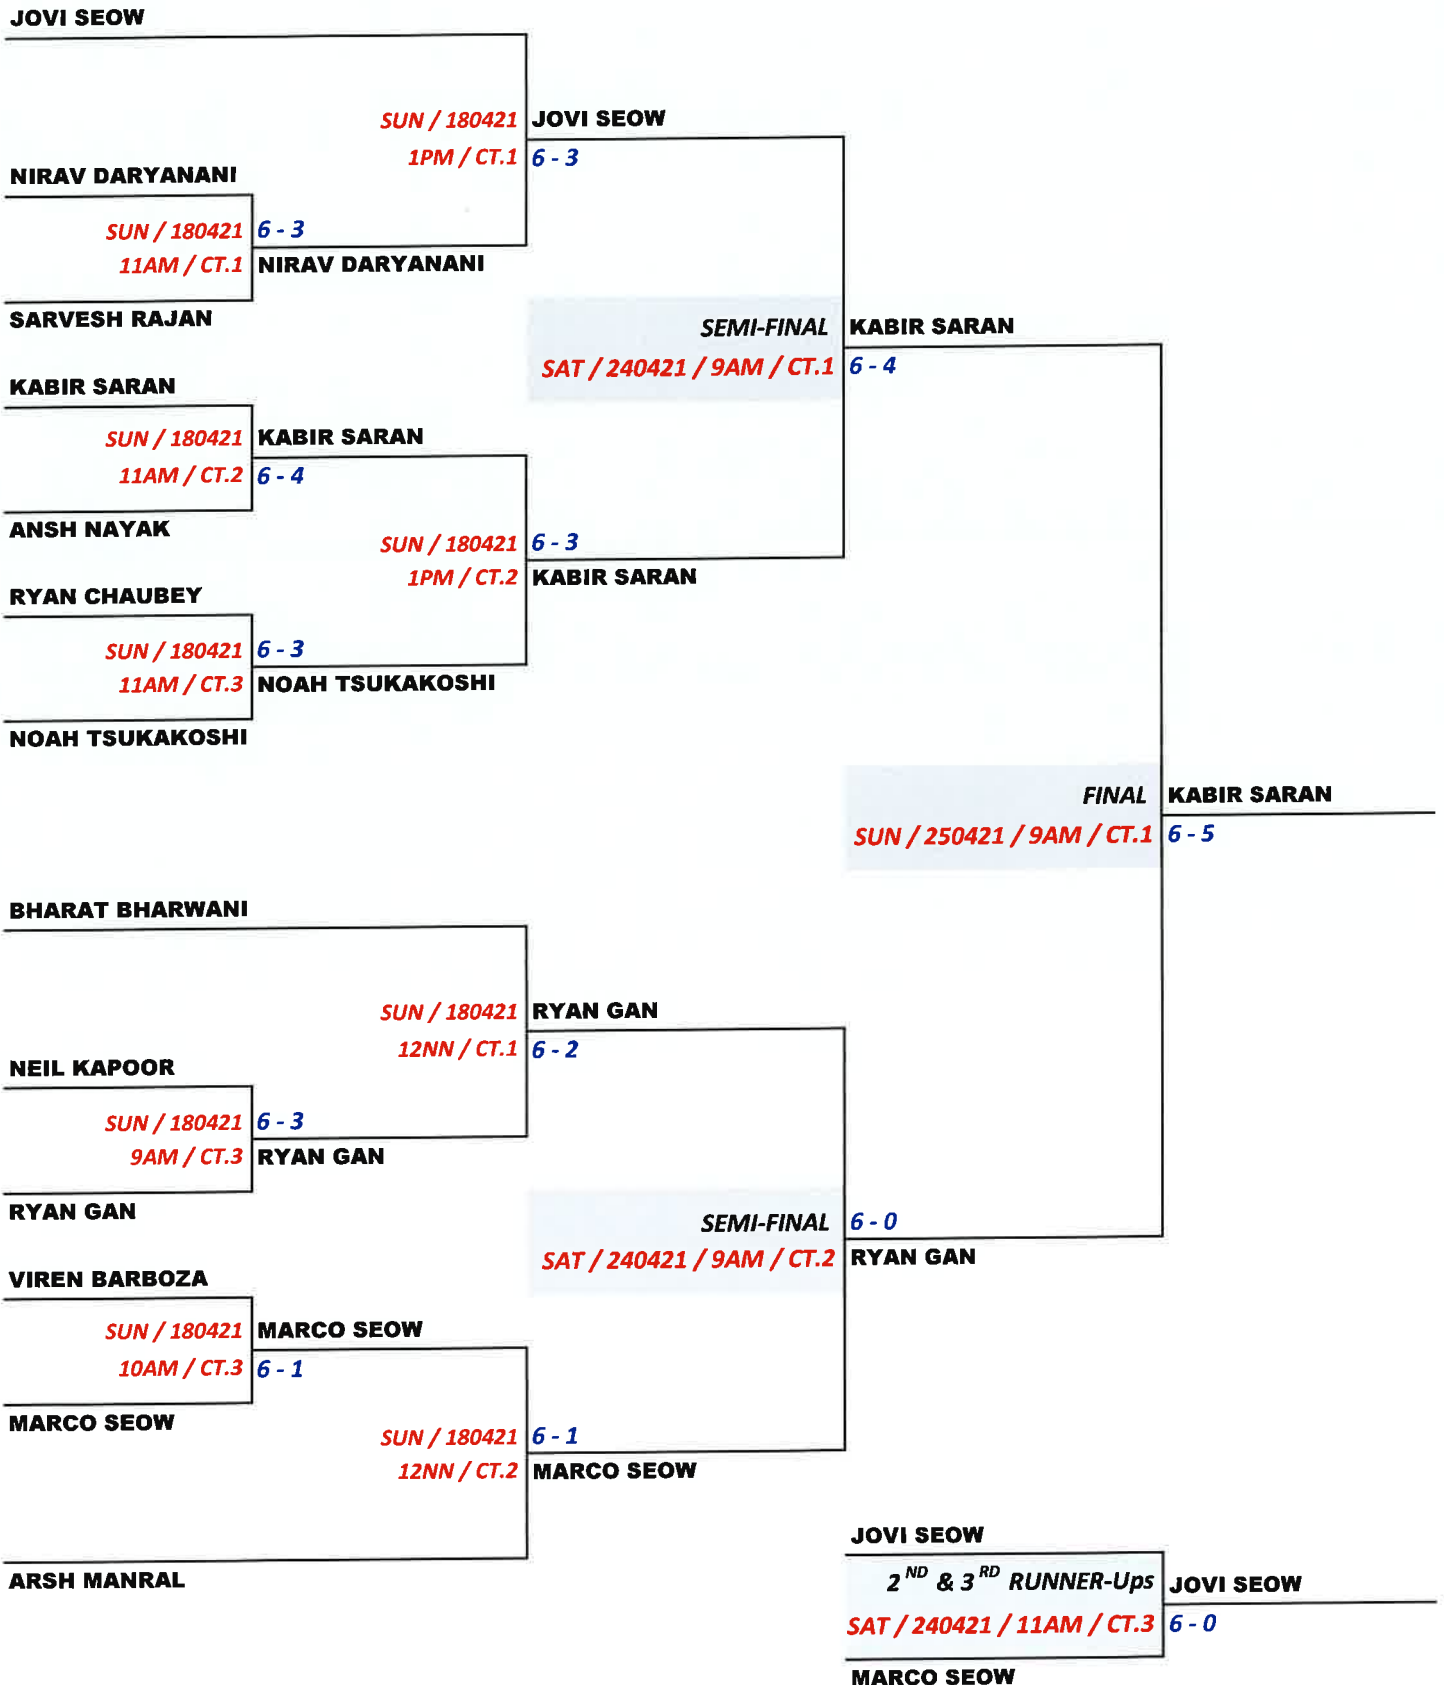 JOVI SEOW
SUN / 180421
JOVI SEOW
1PM / CT.1
6 - 3
NIRAV DARYANANI
SUN / 180421
6 - 3
11AM / CT.1
NIRAV DARYANANI
SARVESH RAJAN
SEMI-FINAL
KABIR SARAN
SAT / 240421 / 9AM / CT.1
6 - 4
KABIR SARAN
SUN / 180421
KABIR SARAN
11AM / CT.2
6 - 4
ANSH NAYAK
SUN / 180421
6 - 3
1PM / CT.2
KABIR SARAN
RYAN CHAUBEY
SUN / 180421
6 - 3
11AM / CT.3
NOAH TSUKAKOSHI
NOAH TSUKAKOSHI
FINAL
KABIR SARAN
SUN / 250421 / 9AM / CT.1
6 - 5
BHARAT BHARWANI
SUN / 180421
RYAN GAN
12NN / CT.1
6 - 2
NEIL KAPOOR
SUN / 180421
6 - 3
9AM / CT.3
RYAN GAN
RYAN GAN
SEMI-FINAL
6 - 0
SAT / 240421 / 9AM / CT.2
RYAN GAN
VIREN BARBOZA
SUN / 180421
MARCO SEOW
10AM / CT.3
6 - 1
MARCO SEOW
SUN / 180421
6 - 1
12NN / CT.2
MARCO SEOW
ARSH MANRAL
JOVI SEOW
2ND & 3RD RUNNER-Ups
JOVI SEOW
SAT / 240421 / 11AM / CT.3
6 - 0
MARCO SEOW